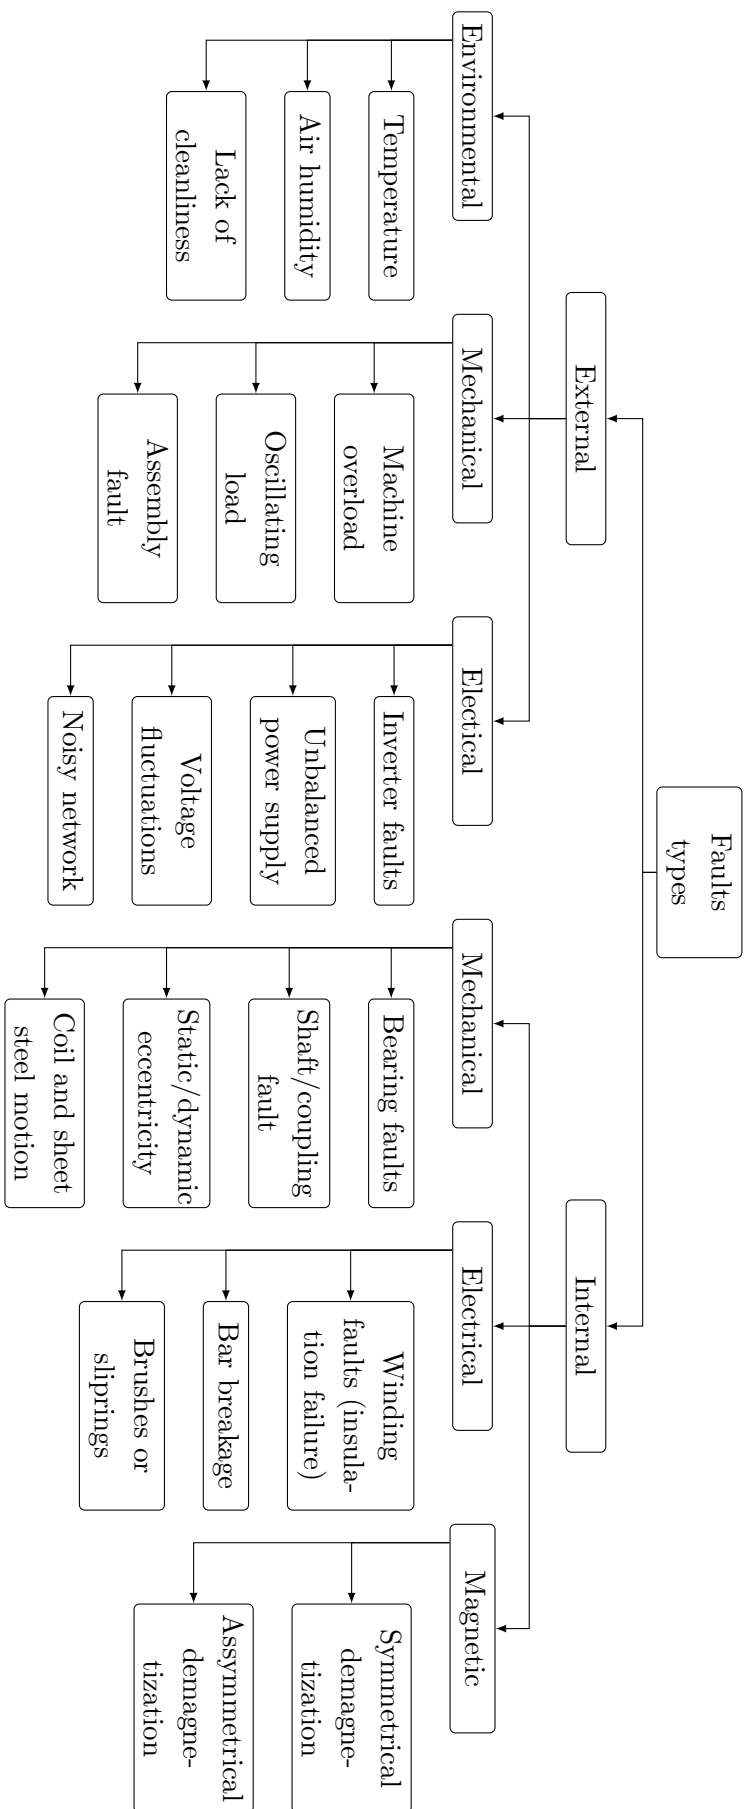 Faults
types
External
Internal
Environmental
Mechanical
Electical
Mechanical
Electrical
Magnetic
Temperature
Air humidity
Lack of
cleanliness
Machine
overload
Oscillating
load
Assembly
fault
Inverter faults
Unbalanced
power supply
Voltage
fluctuations
Noisy network
Bearing faults
Shaft/coupling
fault
Static/dynamic
eccentricity
Coil and sheet
steel motion
Winding
faults (insula-
tion failure)
Bar breakage
Brushes or
sliprings
Symmetrical
demagne-
tization
Assymmetrical
demagne-
tization